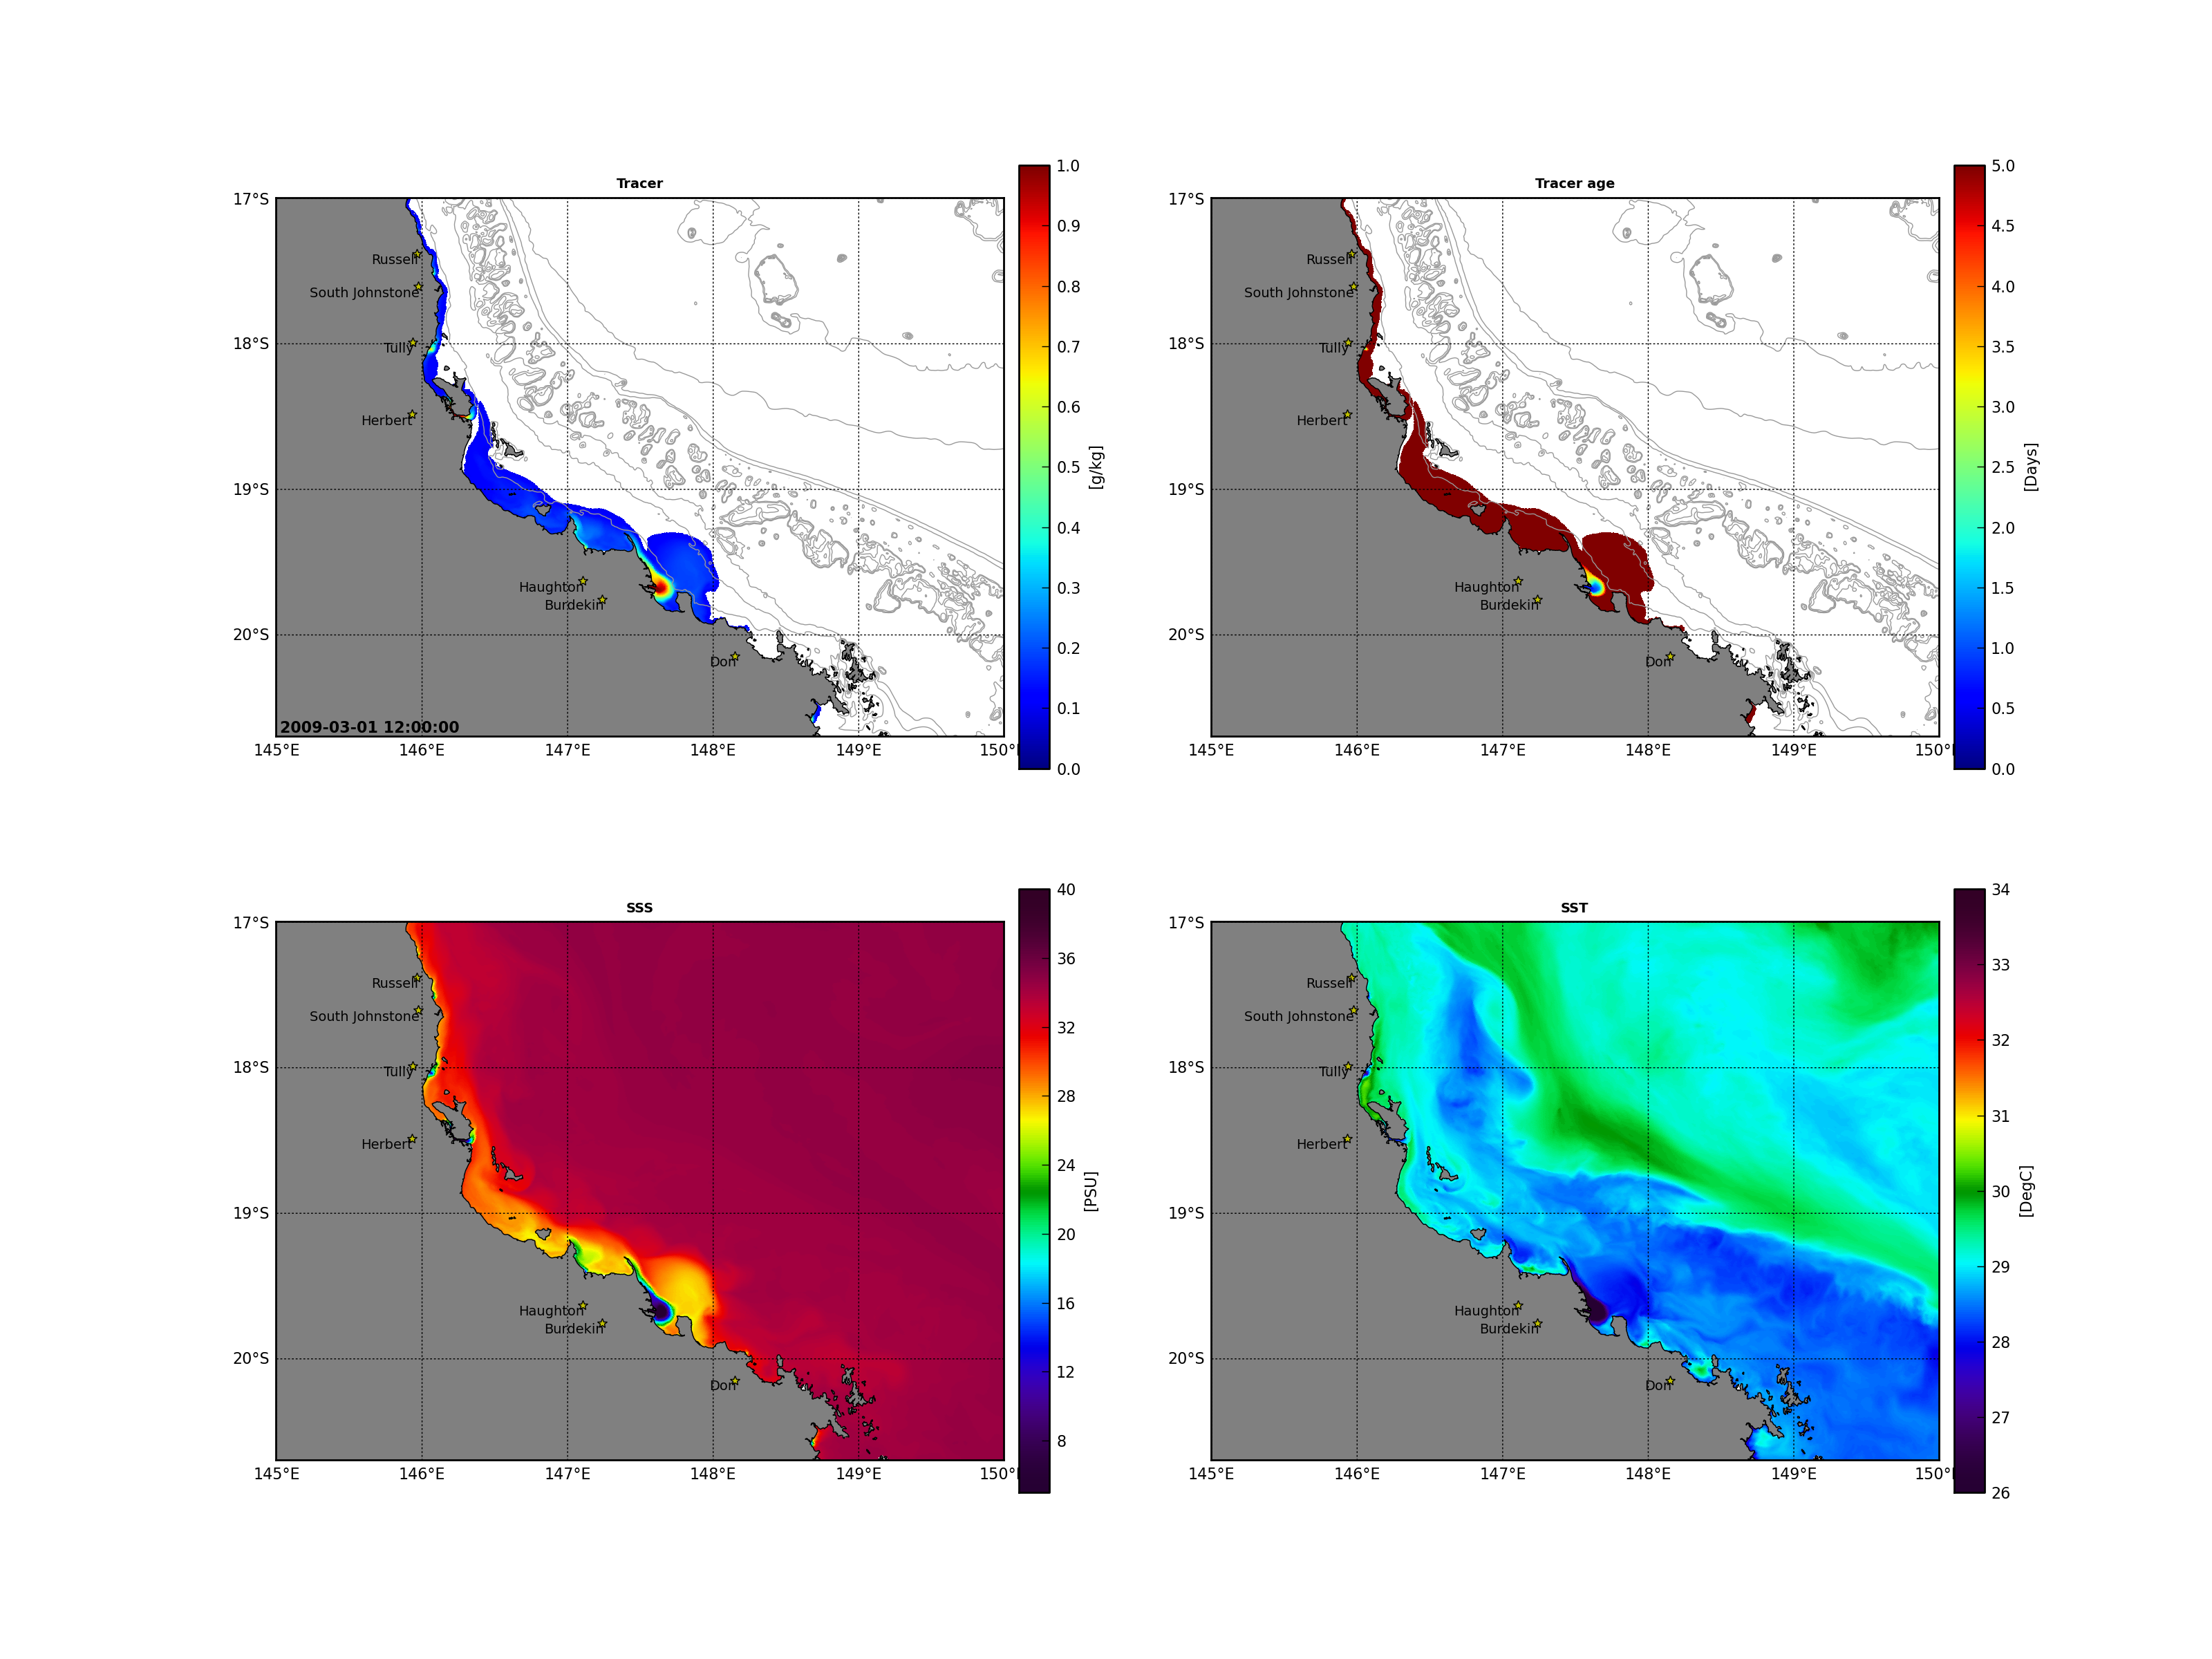 Tracer
17°S
18°S
19°S
20°S
145°E
146°E
147°E
148°E
149°E
150°
Russell
South Johnstone
Tully
Herbert
Haughton
Burdekin
Don
2009-03-01 12:00:00
1.0
0.9
0.8
0.7
0.6
0.5
0.4
0.3
0.2
0.1
0.0
[g/kg]
Tracer age
17°S
18°S
19°S
20°S
145°E
146°E
147°E
148°E
149°E
150°
Russell
South Johnstone
Tully
Herbert
Haughton
Burdekin
Don
5.0
4.5
4.0
3.5
3.0
2.5
2.0
1.5
1.0
0.5
0.0
[Days]
SSS
17°S
18°S
19°S
20°S
145°E
146°E
147°E
148°E
149°E
150°
Russell
South Johnstone
Tully
Herbert
Haughton
Burdekin
Don
40
36
32
28
24
20
16
12
8
[PSU]
SST
17°S
18°S
19°S
20°S
145°E
146°E
147°E
148°E
149°E
150°
Russell
South Johnstone
Tully
Herbert
Haughton
Burdekin
Don
34
33
32
31
30
29
28
27
26
[DegC]